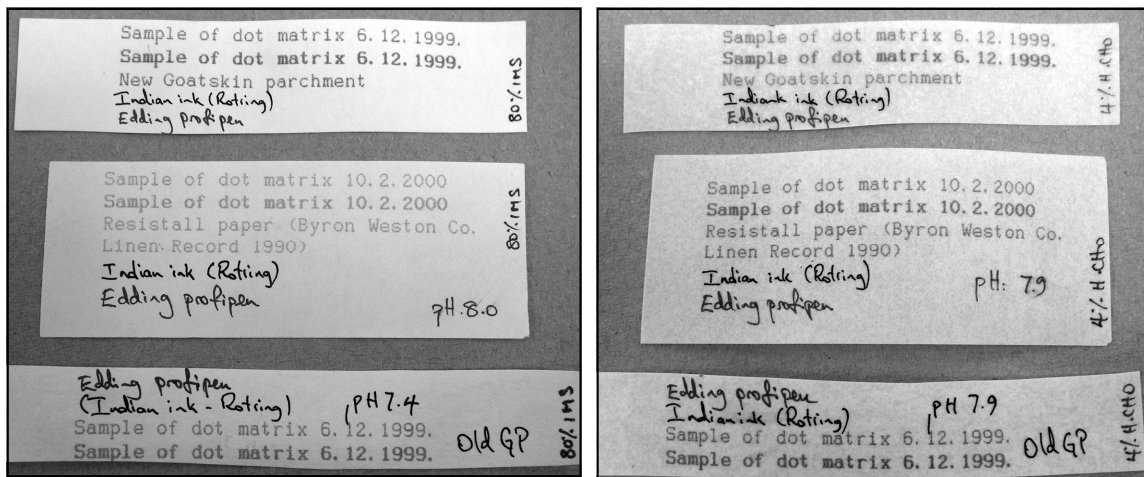 Sample of dot matrix 6.12.1999.
Sample of dot matrix 6.12.1999.
New Goatskin parchment
Indian ink (Rotring)
Edding profipen
80% IMS
Sample of dot matrix 10.2.2000
Sample of dot matrix 10.2.2000
Resistall paper (Byron Weston Co.
Linen Record 1990)
Indian ink (Rotring)
Edding profipen
pH.8.0
80% IMS
Edding profipen
(Indian ink - Rotring)
pH 7.4
Sample of dot matrix 6.12.1999.
Sample of dot matrix 6.12.1999.
Old GP
80% IMS
Sample of dot matrix 6.12.1999.
Sample of dot matrix 6.12.1999.
New Goatskin parchment
Indiank ink (Rotring)
Edding profipen
4% H.CHO
Sample of dot matrix 10.2.2000
Sample of dot matrix 10.2.2000
Resistall paper (Byron Weston Co.
Linen Record 1990)
Indian ink (Rotring)
Edding profipen
pH: 7.9
4% H.CHO
Edding profipen
Indian ink (Rotring)
pH 7.9
Sample of dot matrix 6.12.1999.
Sample of dot matrix 6.12.1999.
Old GP
4% H.CHO